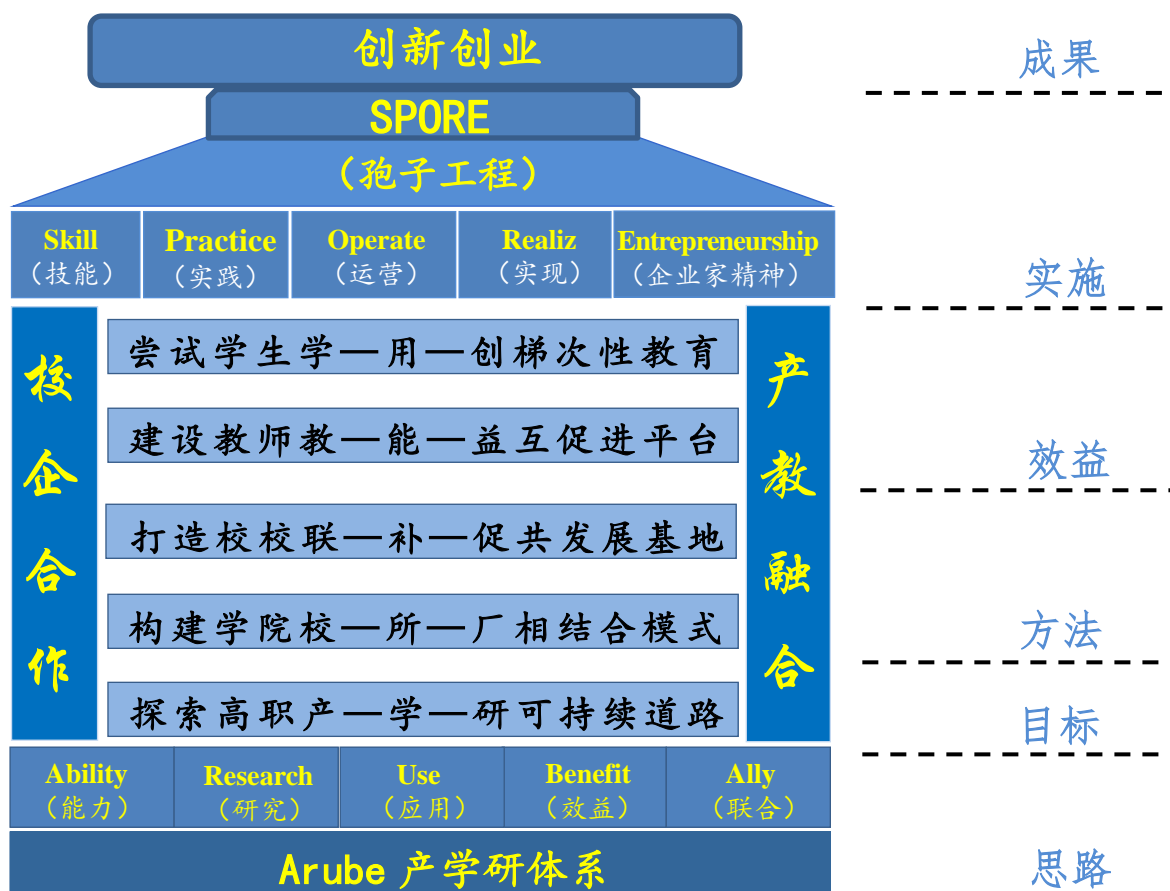 创新创业
成果
SPORE
（孢子工程）
Skill
（技能）
Practice
（实践）
Operate
（运营）
Realiz
（实现）
Entrepreneurship
（企业家精神）
实施
校企合作
尝试学生学—用—创梯次性教育
建设教师教—能—益互促进平台
打造校校联—补—促共发展基地
构建学院校—所—厂相结合模式
探索高职产—学—研可持续道路
产教融合
效益
方法
目标
Ability
（能力）
Research
（研究）
Use
（应用）
Benefit
（效益）
Ally
（联合）
Arube 产学研体系
思路